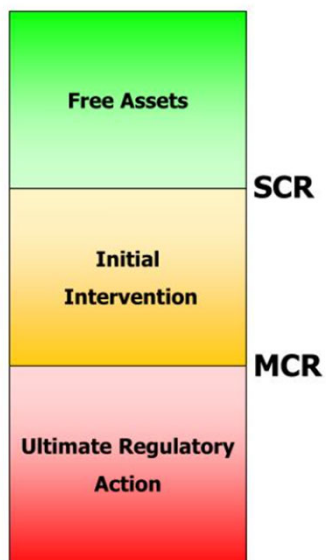 Free Assets
SCR
Initial
Intervention
MCR
Ultimate Regulatory
Action